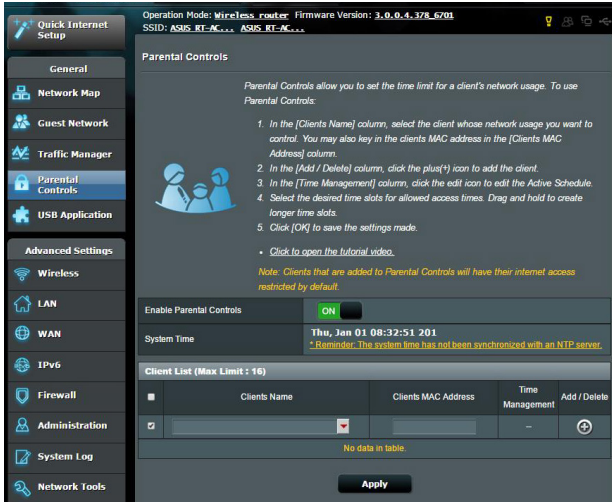 Quick Internet
Setup
Operation Mode: Wireless router Firmware Version: 3.0.0.4.378_6701
SSID: ASUS RT-AC... ASUS RT-AC...
General
Network Map
Guest Network
Traffic Manager
Parental
Controls
USB Application
Advanced Settings
Wireless
LAN
WAN
IPv6
Firewall
Administration
System Log
Network Tools
Parental Controls
Parental Controls allow you to set the time limit for a client's network usage. To use
Parental Controls:
1. In the [Clients Name] column, select the client whose network usage you want to
control. You may also key in the clients MAC address in the [Clients MAC
Address] column.
2. In the [Add / Delete] column, click the plus(+) icon to add the client.
3. In the [Time Management] column, click the edit icon to edit the Active Schedule.
4. Select the desired time slots for allowed access times. Drag and hold to create
longer time slots.
5. Click [OK] to save the settings made.
• Click to open the tutorial video.
Note: Clients that are added to Parental Controls will have their internet access
restricted by default.
Enable Parental Controls
ON
System Time
Thu, Jan 01 08:32:51 201
* Reminder: The system time has not been synchronized with an NTP server.
Client List (Max Limit : 16)
Clients Name Clients MAC Address Time Management Add / Delete
–
No data in table.
Apply